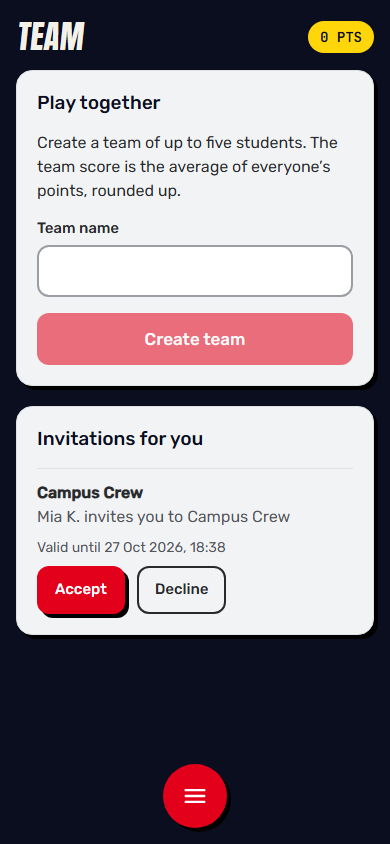 TEAM
0 PTS
Play together
Create a team of up to five students. The
team score is the average of everyone’s
points, rounded up.
Team name
Create team
Invitations for you
Campus Crew
Mia K. invites you to Campus Crew
Valid until 27 Oct 2026, 18:38
Accept
Decline